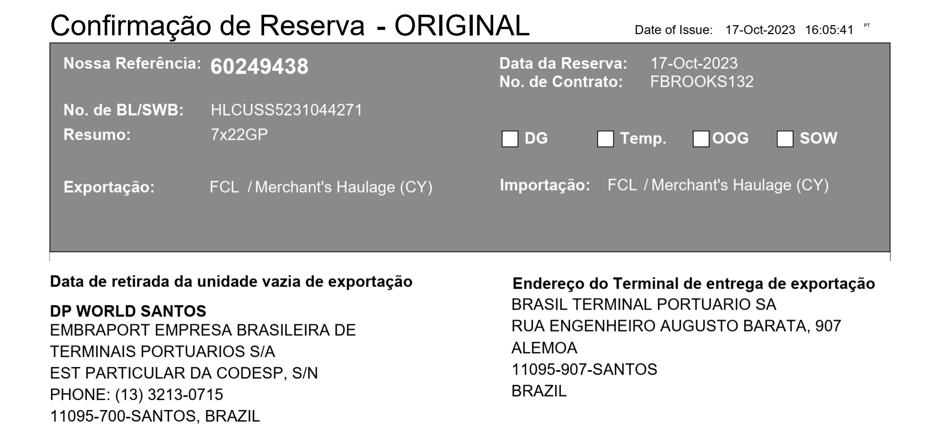 Confirmação de Reserva - ORIGINAL
Date of Issue: 17-Oct-2023 16:05:41 PT
Nossa Referência: 60249438
Data da Reserva: 17-Oct-2023
No. de Contrato: FBROOKS132
No. de BL/SWB: HLCUSS5231044271
Resumo: 7x22GP
DG Temp. OOG SOW
Exportação: FCL / Merchant's Haulage (CY)
Importação: FCL / Merchant's Haulage (CY)
Data de retirada da unidade vazia de exportação
DP WORLD SANTOS
EMBRAPORT EMPRESA BRASILEIRA DE
TERMINAIS PORTUARIOS S/A
EST PARTICULAR DA CODESP, S/N
PHONE: (13) 3213-0715
11095-700-SANTOS, BRAZIL
Endereço do Terminal de entrega de exportação
BRASIL TERMINAL PORTUARIO SA
RUA ENGENHEIRO AUGUSTO BARATA, 907
ALEMOA
11095-907-SANTOS
BRAZIL